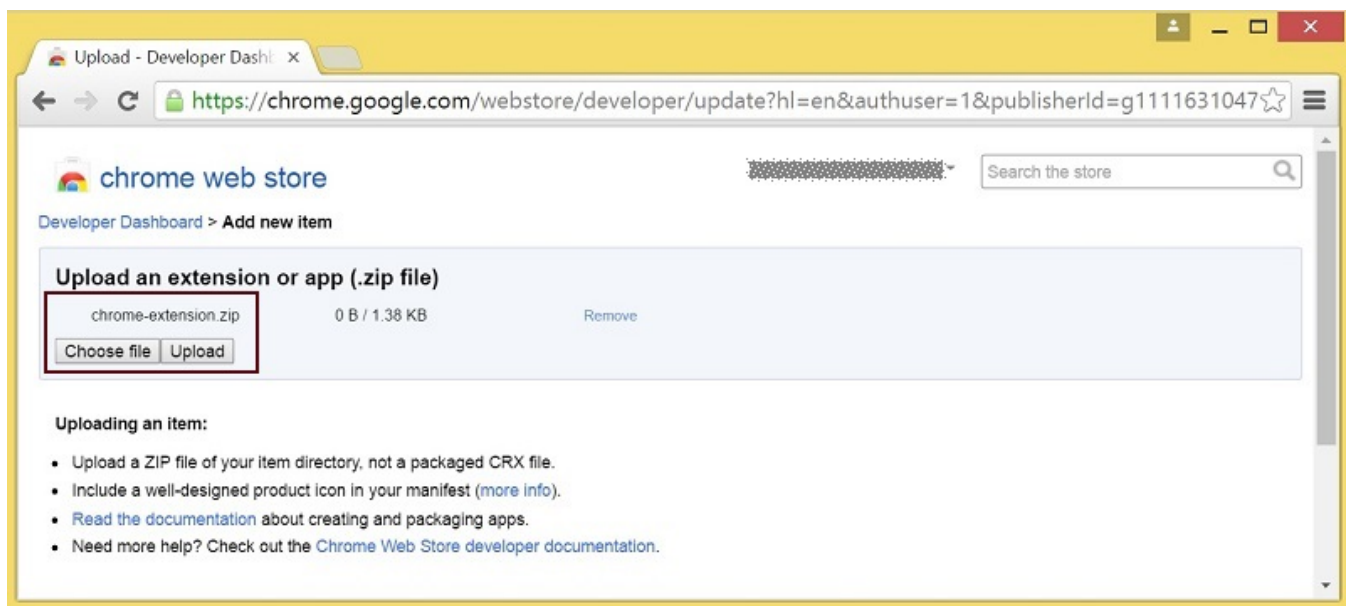 Upload - Developer Dash
https://chrome.google.com/webstore/developer/update?hl=en&authuser=1&publisherId=g1111631047
chrome web store
Search the store
Developer Dashboard > Add new item
Upload an extension or app (.zip file)
chrome-extension.zip 0 B / 1.38 KB Remove
Choose file Upload
Uploading an item:
• Upload a ZIP file of your item directory, not a packaged CRX file.
• Include a well-designed product icon in your manifest (more info).
• Read the documentation about creating and packaging apps.
• Need more help? Check out the Chrome Web Store developer documentation.